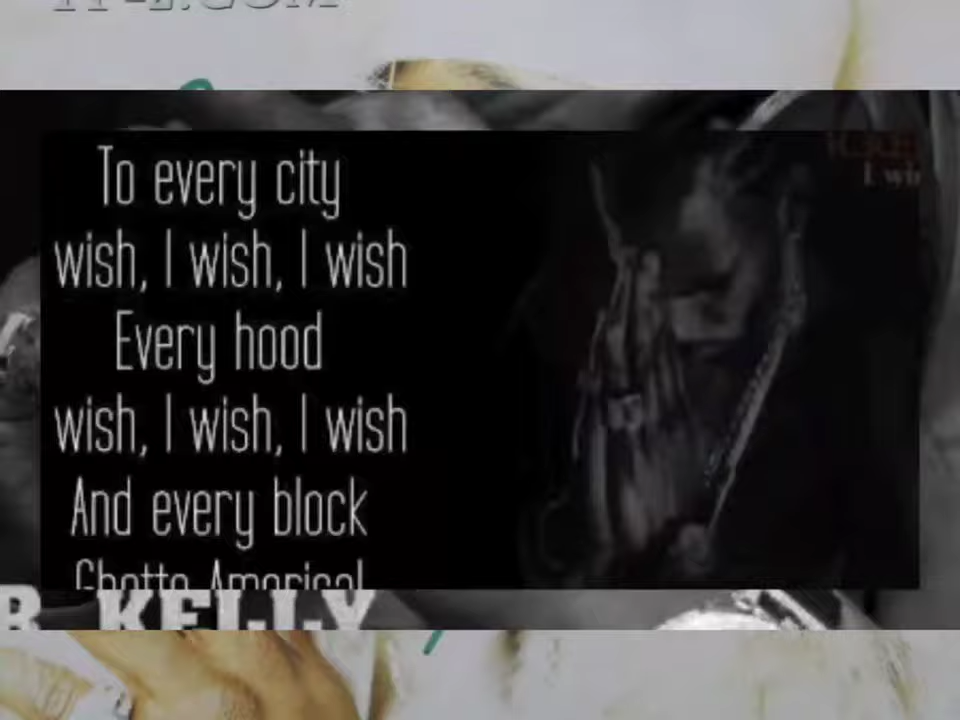 To every city
wish, I wish, I wish
Every hood
wish, I wish, I wish
And every block
Ghetto America!
R. KELLY